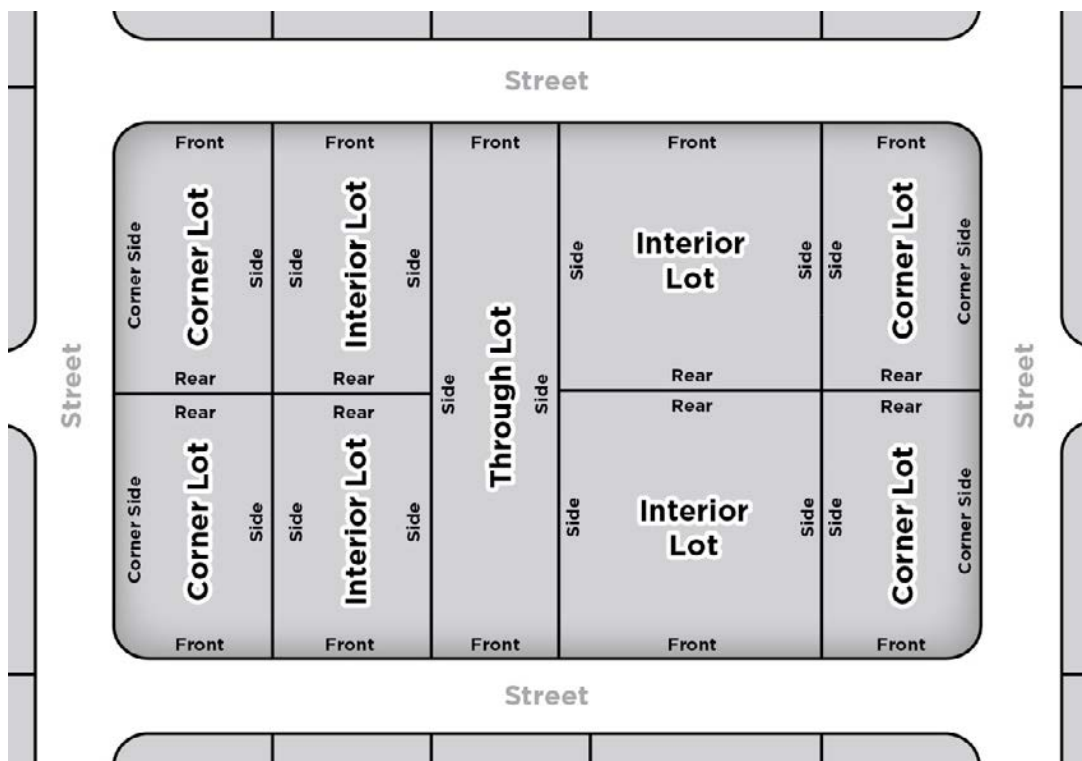 Street
Front
Front
Front
Front
Front
Corner Side
Corner Lot
Side
Side
Interior Lot
Side
Side
Interior
Lot
Side
Side
Corner Lot
Corner Side
Rear
Rear
Rear
Rear
Street
Side
Through Lot
Side
Street
Rear
Rear
Rear
Rear
Corner Side
Corner Lot
Side
Side
Interior Lot
Side
Side
Interior
Lot
Side
Side
Corner Lot
Corner Side
Front
Front
Front
Front
Front
Street